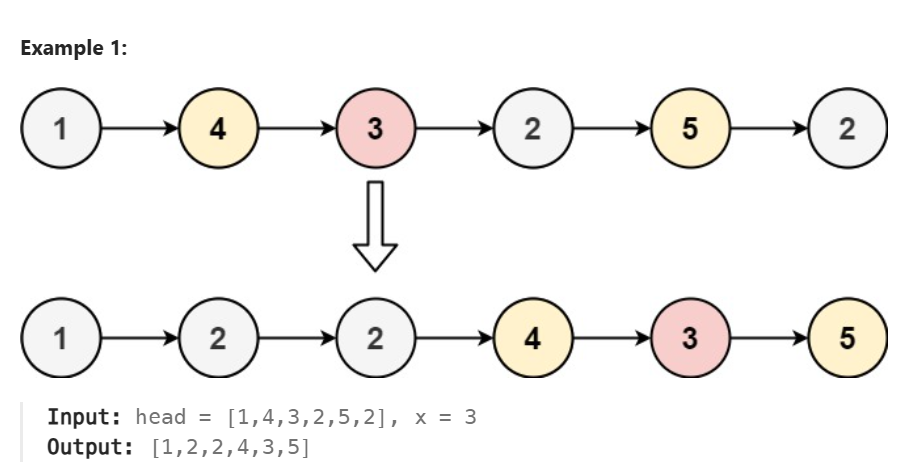 Example 1:
1 4 3 2 5 2
1 2 2 4 3 5
Input: head = [1,4,3,2,5,2], x = 3
Output: [1,2,2,4,3,5]